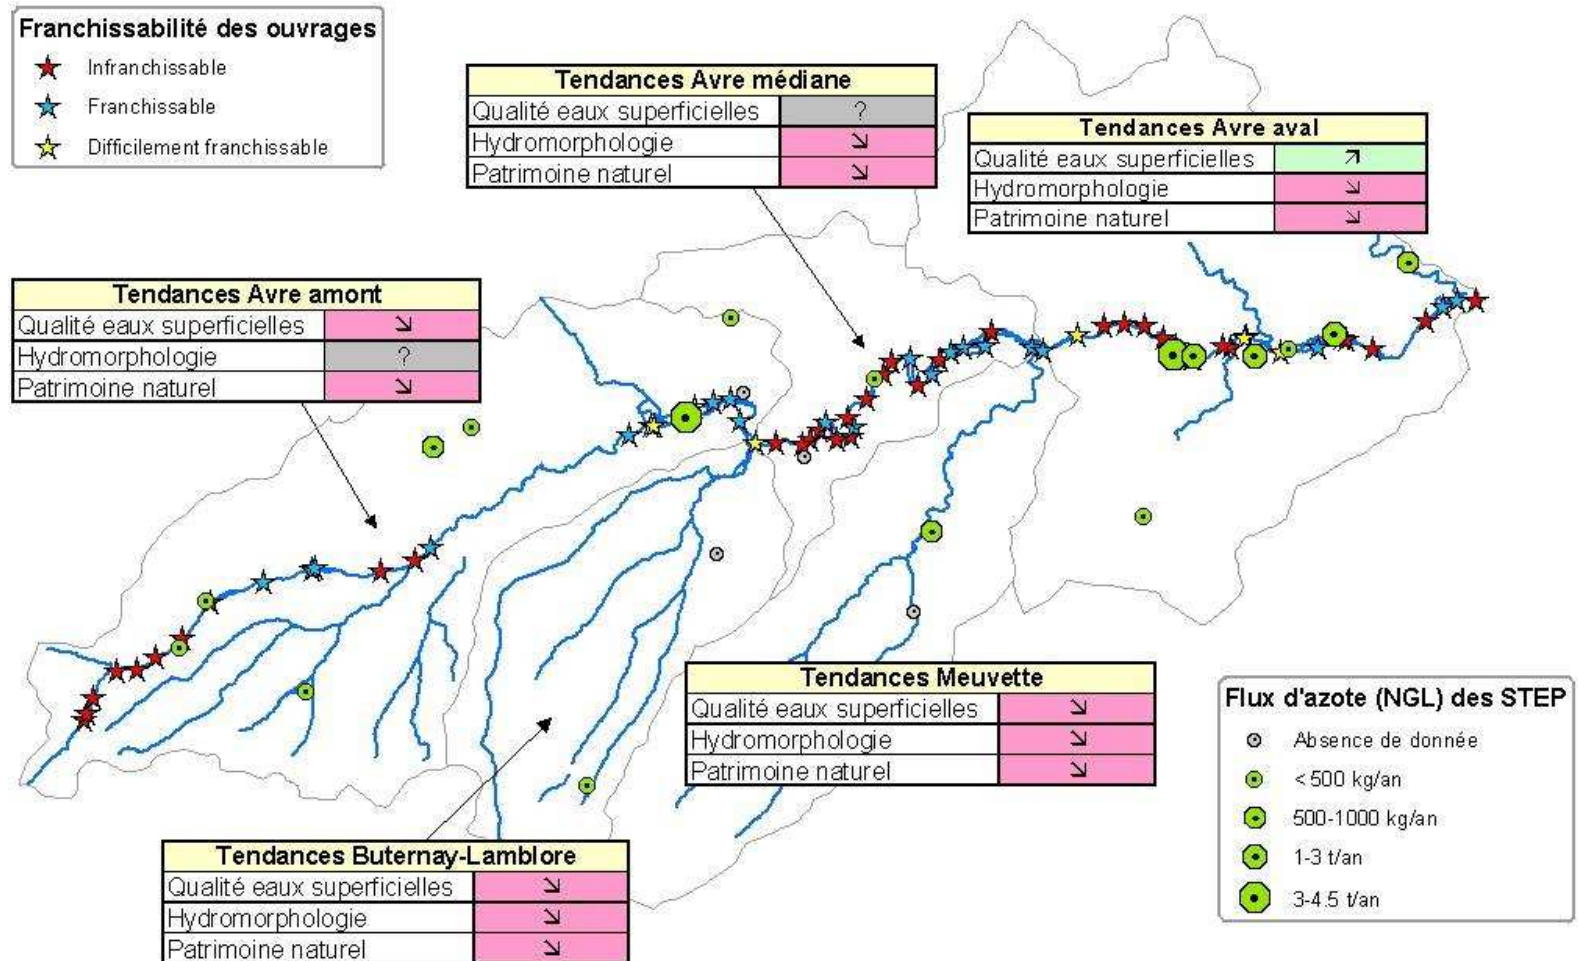 Franchissabilité des ouvrages
Infranchissable
Franchissable
Difficilement franchissable
Tendances Avre médiane
Qualité eaux superficielles ?
Hydromorphologie ↘
Patrimoine naturel ↘
Tendances Avre aval
Qualité eaux superficielles ↗
Hydromorphologie ↘
Patrimoine naturel ↘
Tendances Avre amont
Qualité eaux superficielles ↘
Hydromorphologie ?
Patrimoine naturel ↘
Tendances Meuvette
Qualité eaux superficielles ↘
Hydromorphologie ↘
Patrimoine naturel ↘
Flux d'azote (NGL) des STEP
Absence de donnée
< 500 kg/an
500-1000 kg/an
1-3 t/an
3-4.5 t/an
Tendances Buternay-Lamblore
Qualité eaux superficielles ↘
Hydromorphologie ↘
Patrimoine naturel ↘